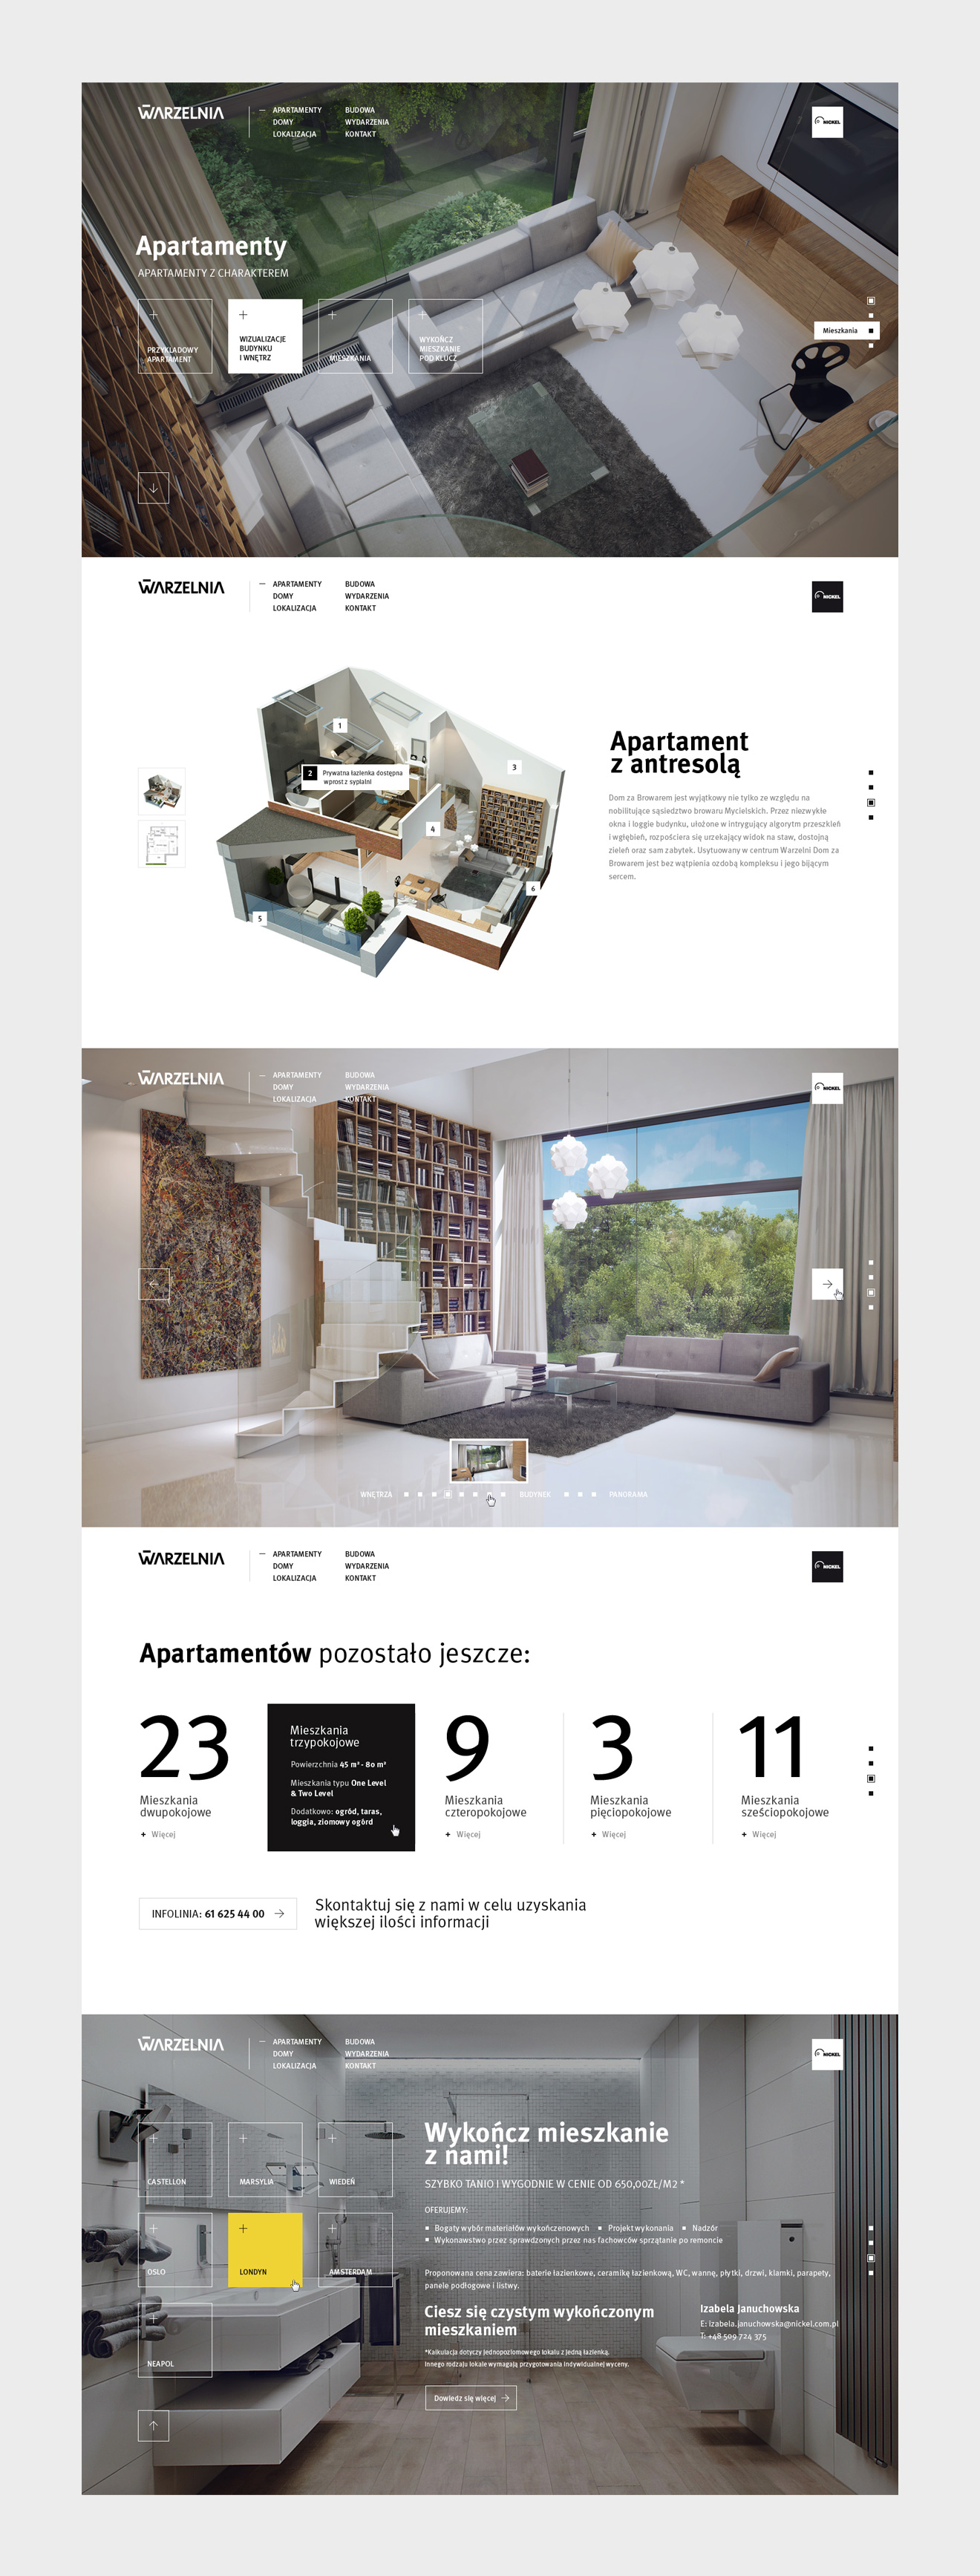 WARZELNIA
APARTAMENTY
DOMY
LOKALIZACJA
BUDOWA
WYDARZENIA
KONTAKT
NICKEL
Apartamenty
APARTAMENTY Z CHARAKTEREM
PRZYKŁADOWY
APARTAMENT
WIZUALIZACJE
BUDYNKU
I WNĘTRZ
MIESZKANIA
WYKOŃCZ
MIESZKANIE
POD KLUCZ
Mieszkania
WARZELNIA
APARTAMENTY
DOMY
LOKALIZACJA
BUDOWA
WYDARZENIA
KONTAKT
NICKEL
1
2
Prywatna łazienka dostępna
wprost z sypialni
3
4
5
6
Apartament
z antresolą
Dom za Browarem jest wyjątkowy nie tylko ze względu na
nobilitujące sąsiedztwo browaru Mycielskich. Przez niezwykłe
okna i loggie budynku, ułożone w intrygujący algorytm przeszkleń
i wgłębień, rozpościera się urzekający widok na staw, dostojną
zieleń oraz sam zabytek. Usytuowany w centrum Warzelni Dom za
Browarem jest bez wątpienia ozdobą kompleksu i jego bijącym
sercem.
WARZELNIA
APARTAMENTY
DOMY
LOKALIZACJA
BUDOWA
WYDARZENIA
KONTAKT
NICKEL
WNĘTRZA
BUDYNEK
PANORAMA
WARZELNIA
APARTAMENTY
DOMY
LOKALIZACJA
BUDOWA
WYDARZENIA
KONTAKT
NICKEL
Apartamentów pozostało jeszcze:
23
Mieszkania
dwupokojowe
+ Więcej
Mieszkania
trzypokojowe
Powierzchnia 45 m² - 80 m²
Mieszkania typu One Level
& Two Level
Dodatkowo: ogród, taras,
loggia, ziomowy ogórd
9
Mieszkania
czteropokojowe
+ Więcej
3
Mieszkania
pięciopokojowe
+ Więcej
11
Mieszkania
sześciopokojowe
+ Więcej
INFOLINIA: 61 625 44 00
Skontaktuj się z nami w celu uzyskania
większej ilości informacji
WARZELNIA
APARTAMENTY
DOMY
LOKALIZACJA
BUDOWA
WYDARZENIA
KONTAKT
NICKEL
CASTELLON
MARSYLIA
WIEDEŃ
OSLO
LONDYN
AMSTERDAM
NEAPOL
Wykończ mieszkanie
z nami!
SZYBKO TANIO I WYGODNIE W CENIE OD 650,00ZŁ/M2 *
OFERUJEMY:
Bogaty wybór materiałów wykończenowych
Projekt wykonania
Nadzór
Wykonawstwo przez sprawdzonych przez nas fachowców sprzątanie po remoncie
Proponowana cena zawiera: baterie łazienkowe, ceramikę łazienkową, WC, wannę, płytki, drzwi, klamki, parapety,
panele podłogowe i listwy.
Ciesz się czystym wykończonym
mieszkaniem
*Kalkulacja dotyczy jednopoziomowego lokalu z jedną łazienką.
Innego rodzaju lokale wymagają przygotowania indywidualnej wyceny.
Dowiedz się więcej
Izabela Januchowska
E: izabela.januchowska@nickel.com.pl
T: +48 509 724 375